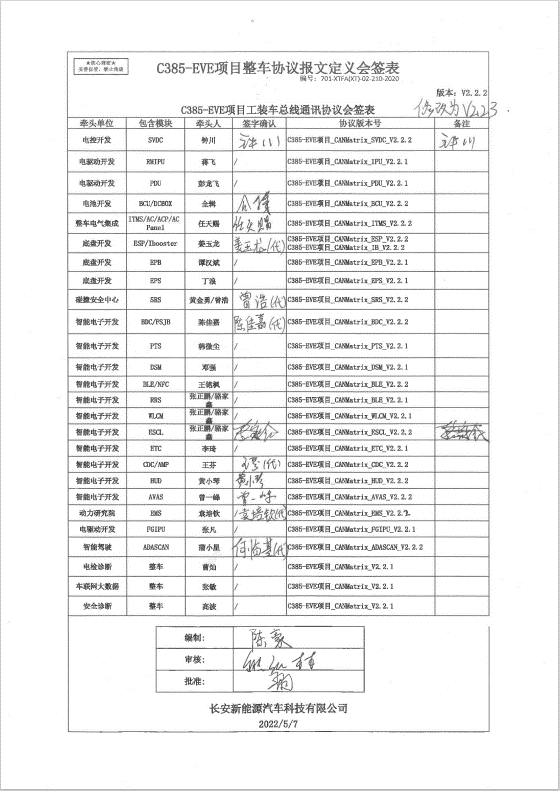 ★核心商密★
妥善保管，禁止传递
C385-EVE项目整车协议报文定义会签表
编号：701-XTFA(XT)-02-210-2020
版本：V2.2.2
C385-EVE项目工装车总线通讯协议会签表
修改为V2.2.3
牵头单位 包含模块 牵头人 签字确认 协议版本号 备注
电控开发 SVDC 钟川 C385-EVE项目_CANMatrix_SVDC_V2.2.2
电驱动开发 RMIPU 蒋飞 / C385-EVE项目_CANMatrix_IPU_V2.2.1
电驱动开发 PDU 彭龙飞 / C385-EVE项目_CANMatrix_PDU_V2.2.1
电池开发 BCU/DCBOX 仝辑 C385-EVE项目_CANMatrix_BCU_V2.2.2
整车电气集成 ITMS/AC/ACP/AC Panel 任天赐 任天赐 C385-EVE项目_CANMatrix_ITMS_V2.2.2
底盘开发 ESP/Ibooster 姜玉龙 姜玉龙(代) C385-EVE项目_CANMatrix_ESP_V2.2.2
C385-EVE项目_CANMatrix_IB_V2.2.2
底盘开发 EPB 谭汉斌 / C385-EVE项目_CANMatrix_EPB_V2.2.1
底盘开发 EPS 丁浪 / C385-EVE项目_CANMatrix_EPS_V2.2.1
碰撞安全中心 SRS 黄金勇/曾浩 曾浩(代) C385-EVE项目_CANMatrix_SRS_V2.2.2
智能电子开发 BDC/PSJB 陈佳嘉 陈佳嘉(代) C385-EVE项目_CANMatrix_BDC_V2.2.2
智能电子开发 PTS 韩微尘 / C385-EVE项目_CANMatrix_PTS_V2.2.1
智能电子开发 DSM 邓强 / C385-EVE项目_CANMatrix_DSM_V2.2.1
智能电子开发 BLE/NFC 王锶枫 / C385-EVE项目_CANMatrix_BLE_V2.2.2
智能电子开发 RBS 张正鹏/骆家鑫 / C385-EVE项目_CANMatrix_BLE_V2.2.1
智能电子开发 WLCM 张正鹏/骆家鑫 / C385-EVE项目_CANMatrix_WLCM_V2.2.1
智能电子开发 ESCL 张正鹏/骆家鑫 C385-EVE项目_CANMatrix_ESCL_V2.2.2
智能电子开发 ETC 李琦 / C385-EVE项目_CANMatrix_ETC_V2.2.1
智能电子开发 CDC/AMP 王芬 王芬(代) C385-EVE项目_CANMatrix_CDC_V2.2.2
智能电子开发 HUD 黄小琴 黄小琴 C385-EVE项目_CANMatrix_HUD_V2.2.2
智能电子开发 AVAS 曾一峰 曾一峰 C385-EVE项目_CANMatrix_AVAS_V2.2.2
动力研究院 EMS 袁培钦 / 袁培钦(代) C385-EVE项目_CANMatrix_EMS_V2.2.2
电驱动开发 FGIPU 张凡 / C385-EVE项目_CANMatrix_FGIPU_V2.2.1
智能驾驶 ADASCAN 蒲小星 C385-EVE项目_CANMatrix_ADASCAN_V2.2.2
电检诊断 整车 蔺灿 / C385-EVE项目_CANMatrix_V2.2.1
车联网大数据 整车 张敏 / C385-EVE项目_CANMatrix_V2.2.1
安全诊断 整车 高波 / C385-EVE项目_CANMatrix_V2.2.1
编制： 陈豪
审核：
批准：
长安新能源汽车科技有限公司
2022/5/7